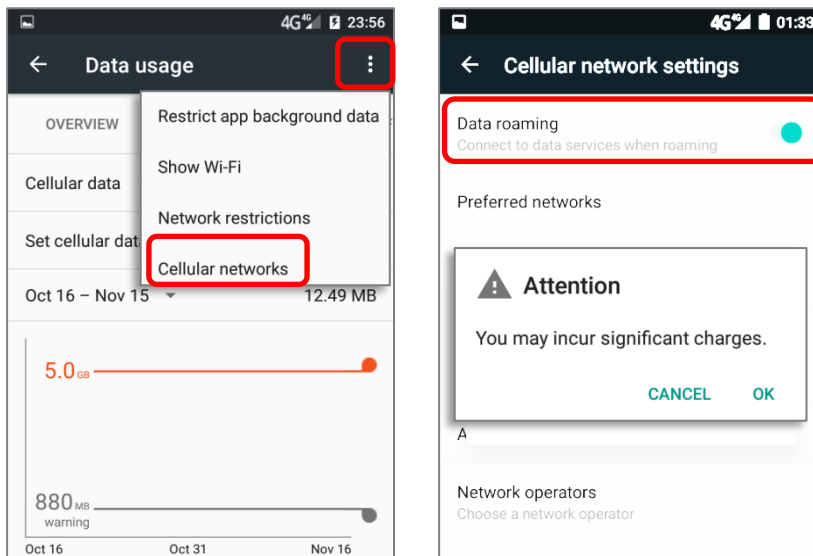 4G 4G 23:56
Data usage
OVERVIEW
Restrict app background data
Show Wi-Fi
Cellular data
Network restrictions
Set cellular dat
Cellular networks
Oct 16 – Nov 15
12.49 MB
5.0 GB
880 MB
warning
Oct 16 Oct 31 Nov 16
4G 4G 01:33
Cellular network settings
Data roaming
Connect to data services when roaming
Preferred networks
Attention
You may incur significant charges.
CANCEL OK
A
Network operators
Choose a network operator